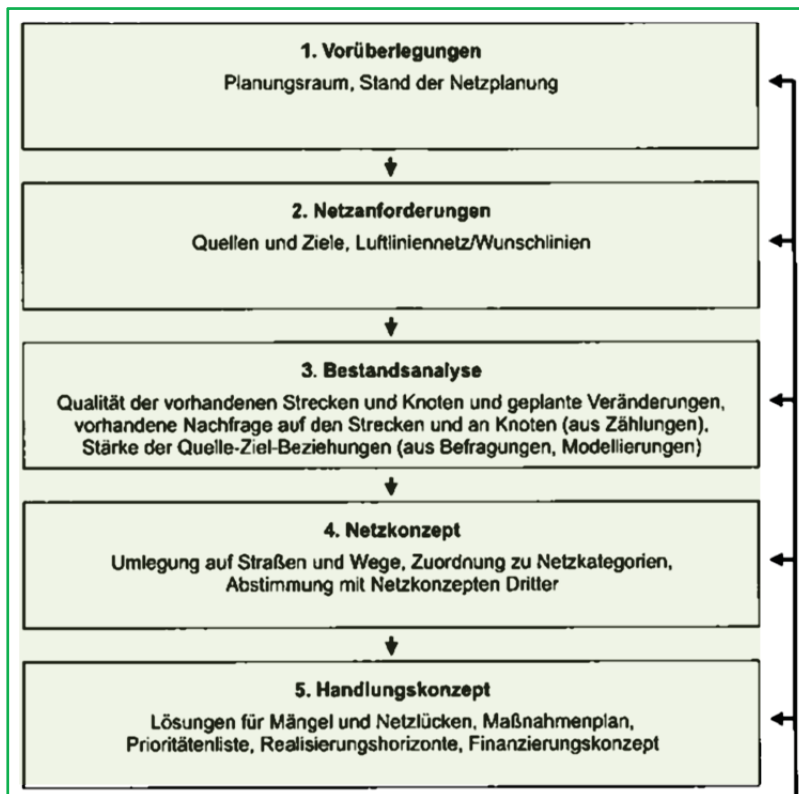 1. Vorüberlegungen
Planungsraum, Stand der Netzplanung
2. Netzanforderungen
Quellen und Ziele, Luftliniennetz/Wunschlinien
3. Bestandsanalyse
Qualität der vorhandenen Strecken und Knoten und geplante Veränderungen,
vorhandene Nachfrage auf den Strecken und an Knoten (aus Zählungen),
Stärke der Quelle-Ziel-Beziehungen (aus Befragungen, Modellierungen)
4. Netzkonzept
Umlegung auf Straßen und Wege, Zuordnung zu Netzkategorien,
Abstimmung mit Netzkonzepten Dritter
5. Handlungskonzept
Lösungen für Mängel und Netzlücken, Maßnahmenplan,
Prioritätenliste, Realisierungshorizonte, Finanzierungskonzept